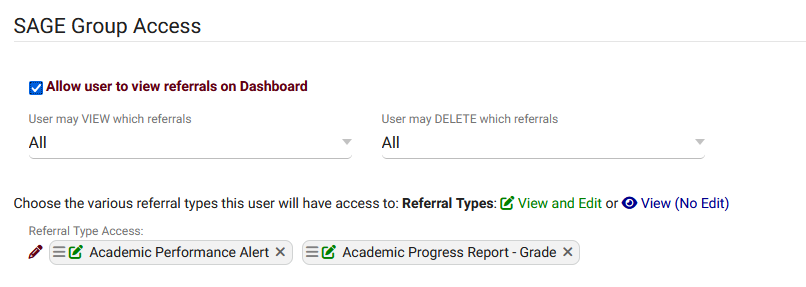 SAGE Group Access
Allow user to view referrals on Dashboard
User may VIEW which referrals
User may DELETE which referrals
All
All
Choose the various referral types this user will have access to: Referral Types: View and Edit or View (No Edit)
Referral Type Access:
Academic Performance Alert × Academic Progress Report - Grade ×